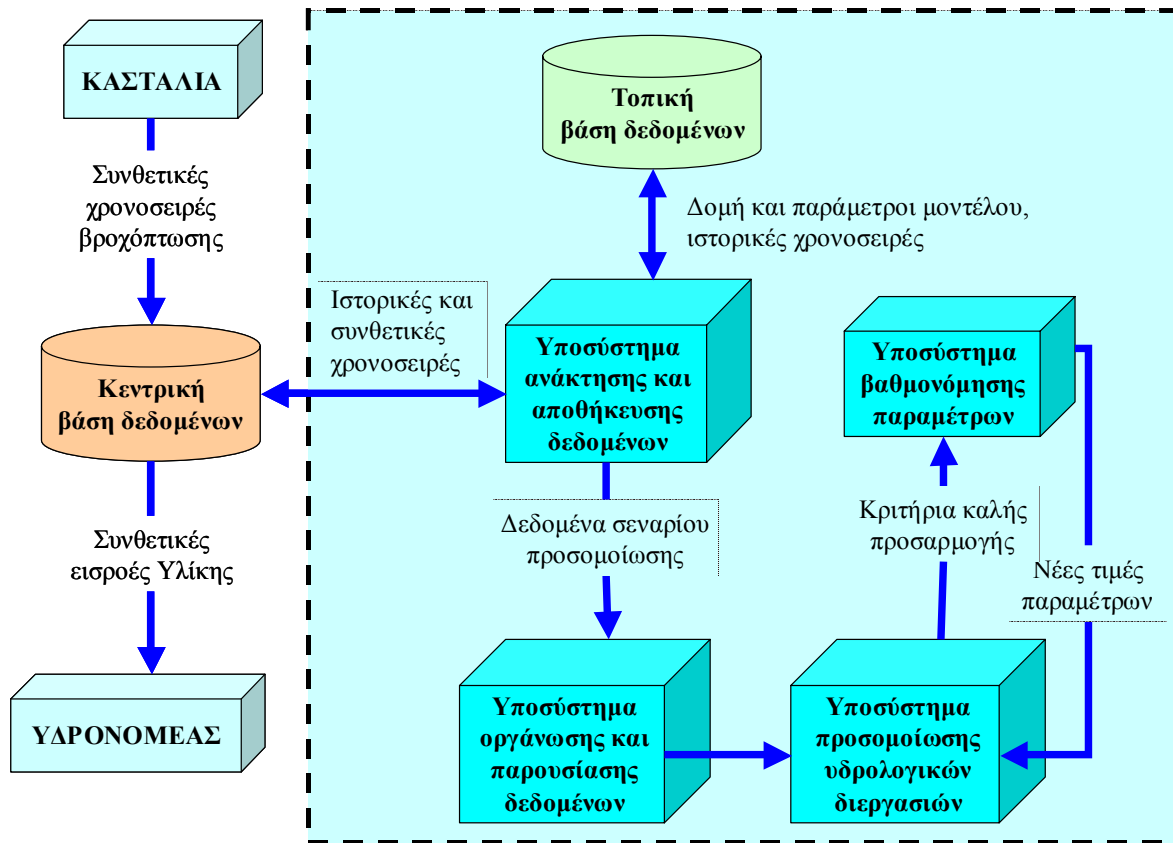 ΚΑΣΤΑΛΙΑ
Συνθετικές
χρονοσειρές
βροχόπτωσης
Κεντρική
βάση δεδομένων
Συνθετικές
εισροές Υλίκης
ΥΔΡΟΝΟΜΕΑΣ
Τοπική
βάση δεδομένων
Δομή και παράμετροι μοντέλου,
ιστορικές χρονοσειρές
Ιστορικές και
συνθετικές
χρονοσειρές
Υποσύστημα
ανάκτησης και
αποθήκευσης
δεδομένων
Υποσύστημα
βαθμονόμησης
παραμέτρων
Δεδομένα σεναρίου
προσομοίωσης
Κριτήρια καλής
προσαρμογής
Νέες τιμές
παραμέτρων
Υποσύστημα
οργάνωσης και
παρουσίασης
δεδομένων
Υποσύστημα
προσομοίωσης
υδρολογικών
διεργασιών